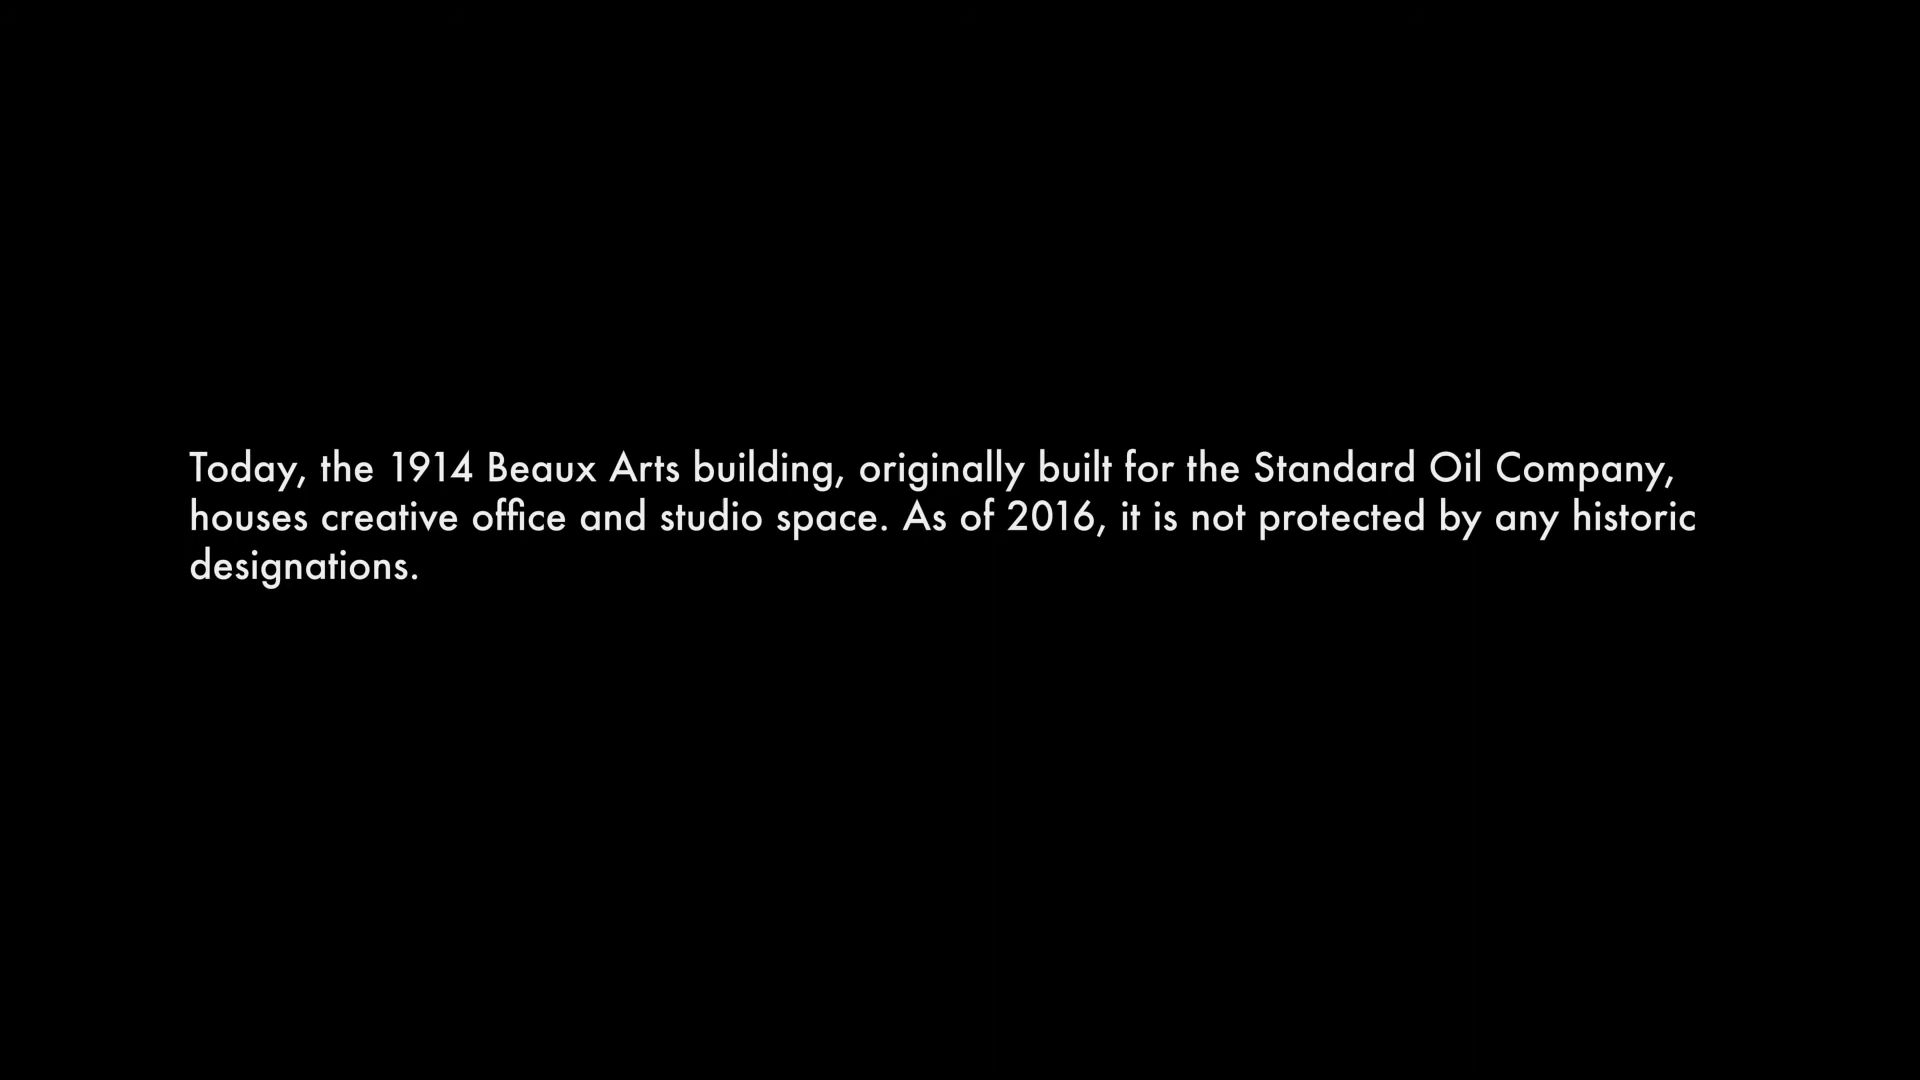 Today, the 1914 Beaux Arts building, originally built for the Standard Oil Company,
houses creative office and studio space. As of 2016, it is not protected by any historic
designations.